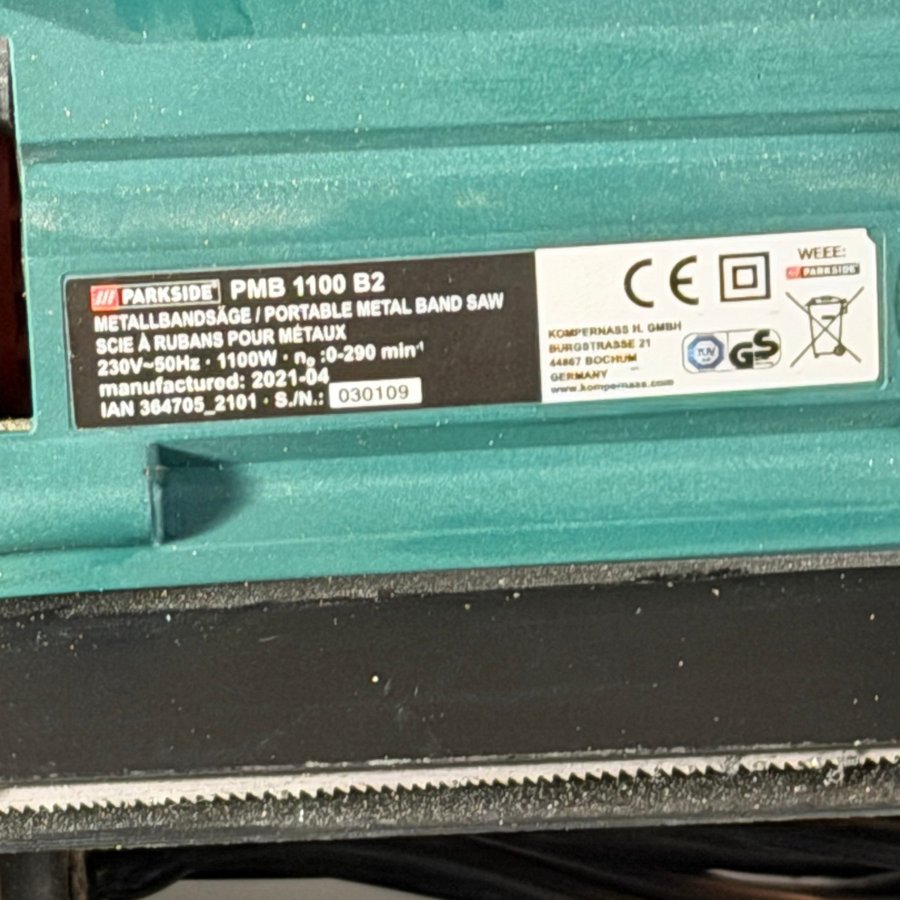 /// PARKSIDE® PMB 1100 B2
METALLBANDSÄGE / PORTABLE METAL BAND SAW
SCIE À RUBANS POUR MÉTAUX
230V~50Hz · 1100W · n₀ :0-290 min⁻¹
manufactured: 2021-04
IAN 364705_2101 · S./N.: 030109
CE
KOMPERNASS H. GMBH
BURGSTRASSE 21
44867 BOCHUM
GERMANY
www.kompernass.com
TÜV
GS
WEEE:
/// PARKSIDE®